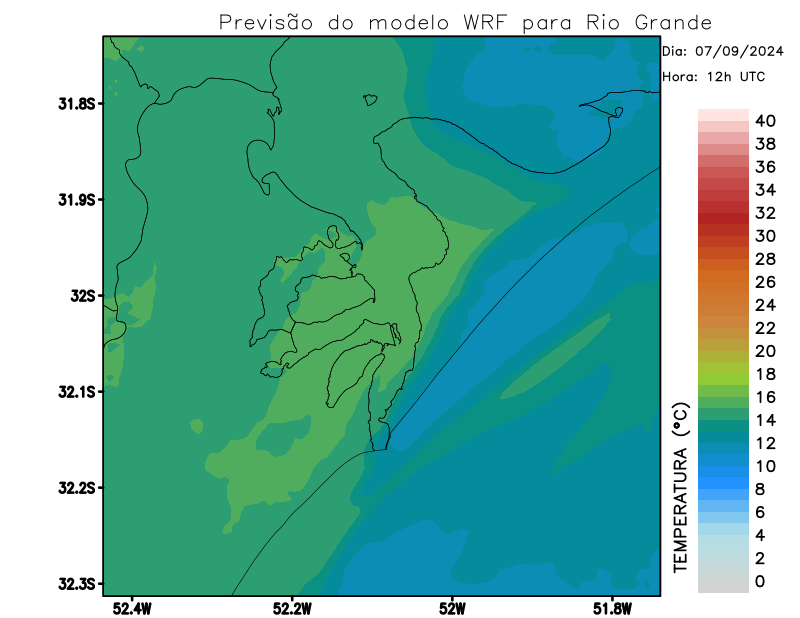 Previsão do modelo WRF para Rio Grande
Dia: 07/09/2024
Hora: 12h UTC
31.8S
31.9S
32S
32.1S
32.2S
32.3S
52.4W
52.2W
52W
51.8W
TEMPERATURA (°C)
40
38
36
34
32
30
28
26
24
22
20
18
16
14
12
10
8
6
4
2
0